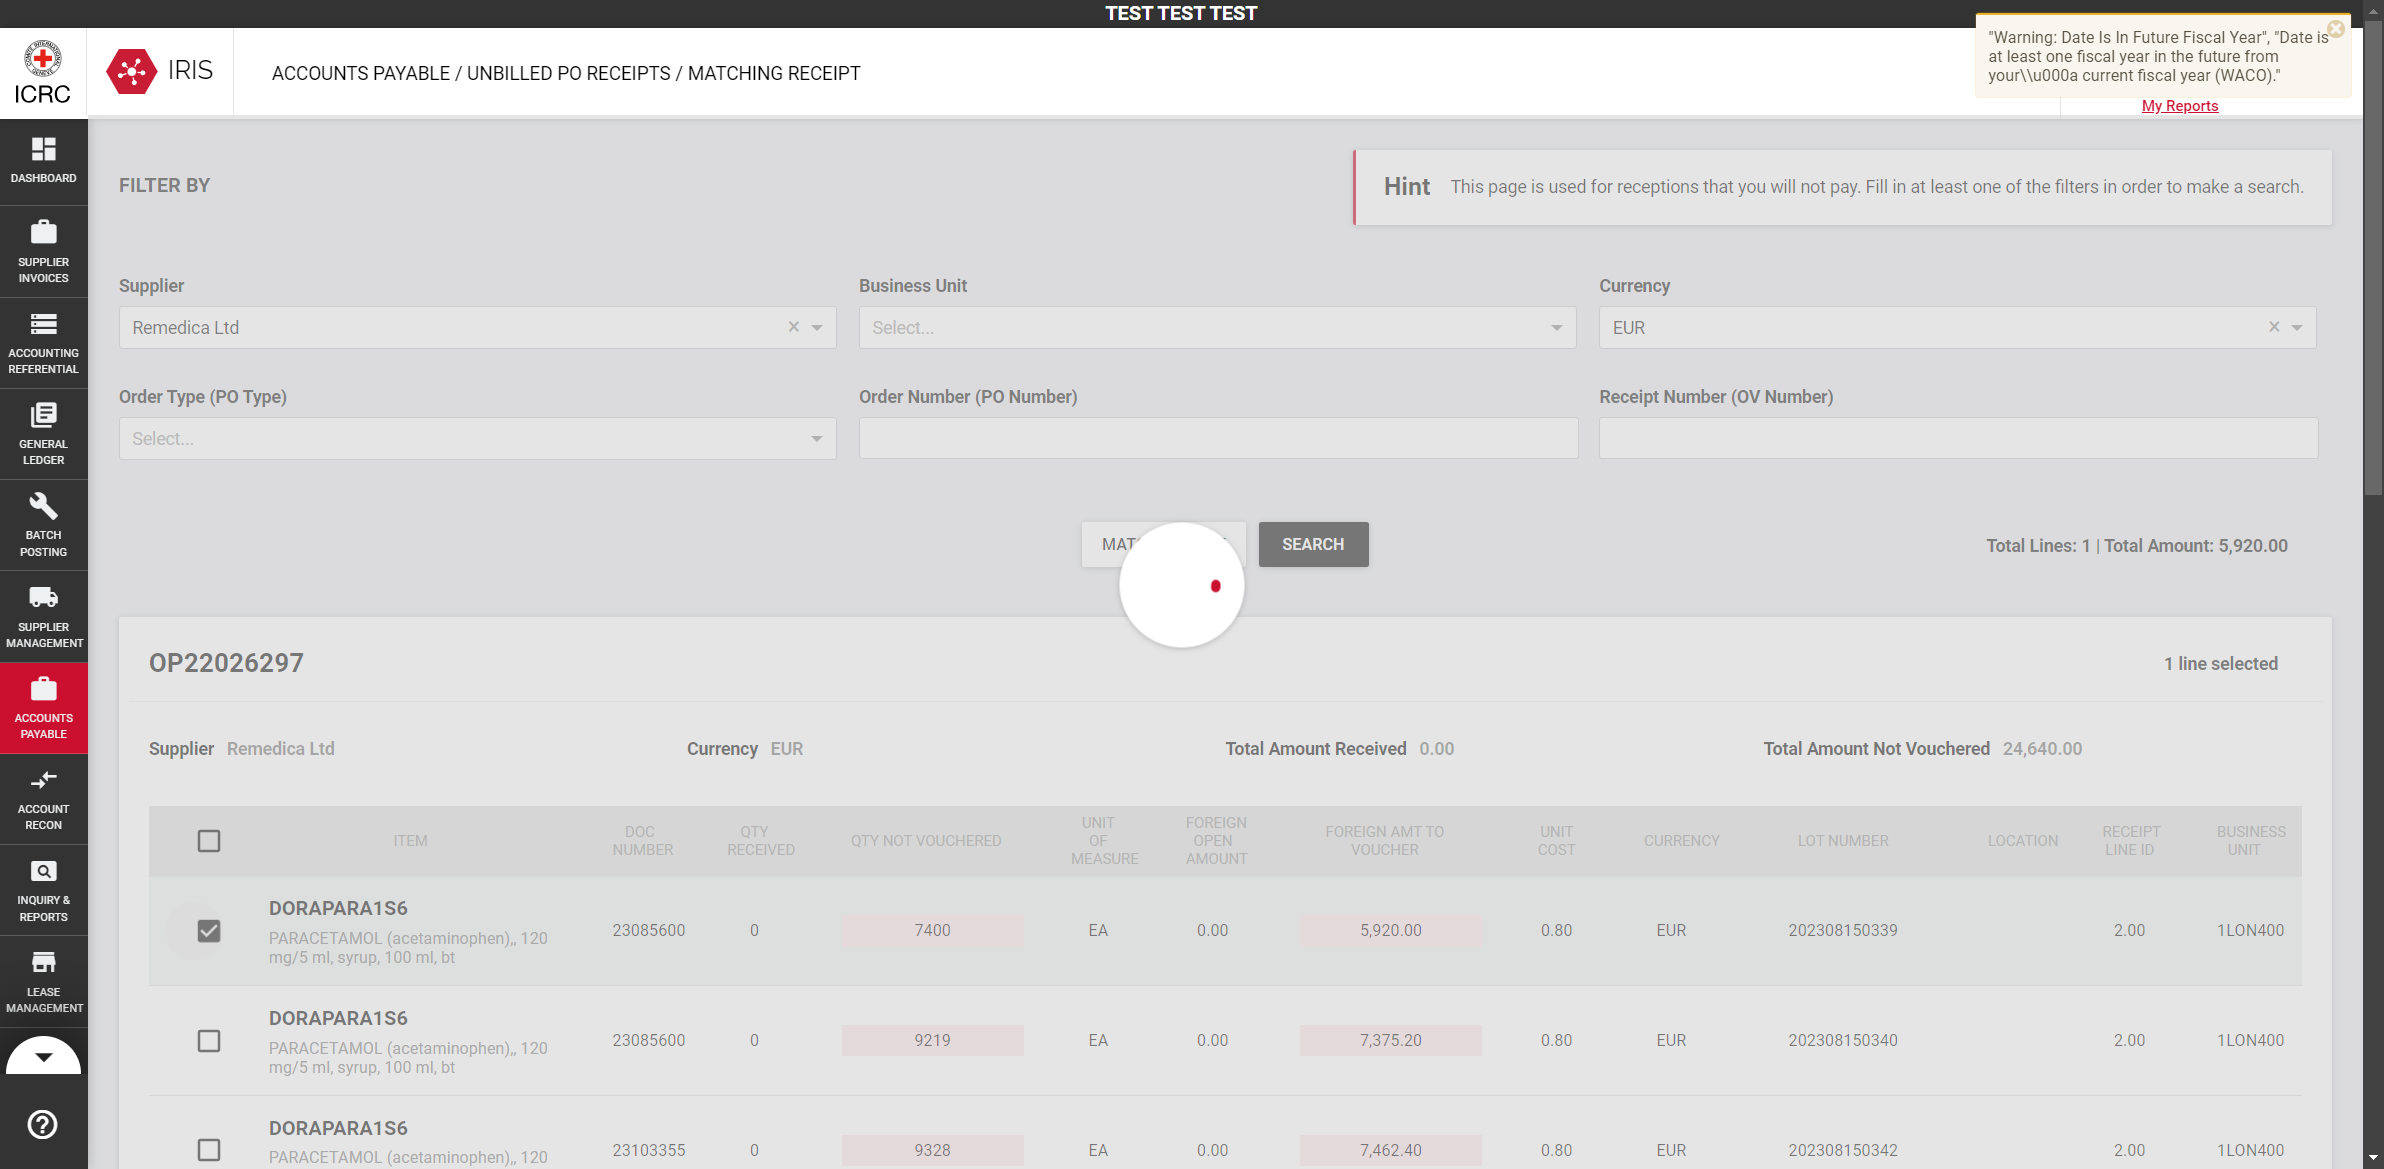 TEST TEST TEST
ICRC
IRIS
ACCOUNTS PAYABLE / UNBILLED PO RECEIPTS / MATCHING RECEIPT
"Warning: Date Is In Future Fiscal Year", "Date is
at least one fiscal year in the future from
your\\u000a current fiscal year (WACO)."
My Reports
DASHBOARD
SUPPLIER
INVOICES
ACCOUNTING
REFERENTIAL
GENERAL
LEDGER
BATCH
POSTING
SUPPLIER
MANAGEMENT
ACCOUNTS
PAYABLE
ACCOUNT
RECON
INQUIRY &
REPORTS
LEASE
MANAGEMENT
FILTER BY
Hint This page is used for receptions that you will not pay. Fill in at least one of the filters in order to make a search.
Supplier Business Unit Currency
Remedica Ltd Select... EUR
Order Type (PO Type) Order Number (PO Number) Receipt Number (OV Number)
Select...
SEARCH
Total Lines: 1 | Total Amount: 5,920.00
OP22026297 1 line selected
Supplier Remedica Ltd Currency EUR Total Amount Received 0.00 Total Amount Not Vouchered 24,640.00
ITEM DOC NUMBER QTY RECEIVED QTY NOT VOUCHERED UNIT OF MEASURE FOREIGN OPEN AMOUNT FOREIGN AMT TO VOUCHER UNIT COST CURRENCY LOT NUMBER LOCATION RECEIPT LINE ID BUSINESS UNIT
DORAPARA1S6
PARACETAMOL (acetaminophen),, 120
mg/5 ml, syrup, 100 ml, bt
23085600 0 7400 EA 0.00 5,920.00 0.80 EUR 202308150339 2.00 1LON400
DORAPARA1S6
PARACETAMOL (acetaminophen),, 120
mg/5 ml, syrup, 100 ml, bt
23085600 0 9219 EA 0.00 7,375.20 0.80 EUR 202308150340 2.00 1LON400
DORAPARA1S6
PARACETAMOL (acetaminophen),, 120
23103355 0 9328 EA 0.00 7,462.40 0.80 EUR 202308150342 2.00 1LON400